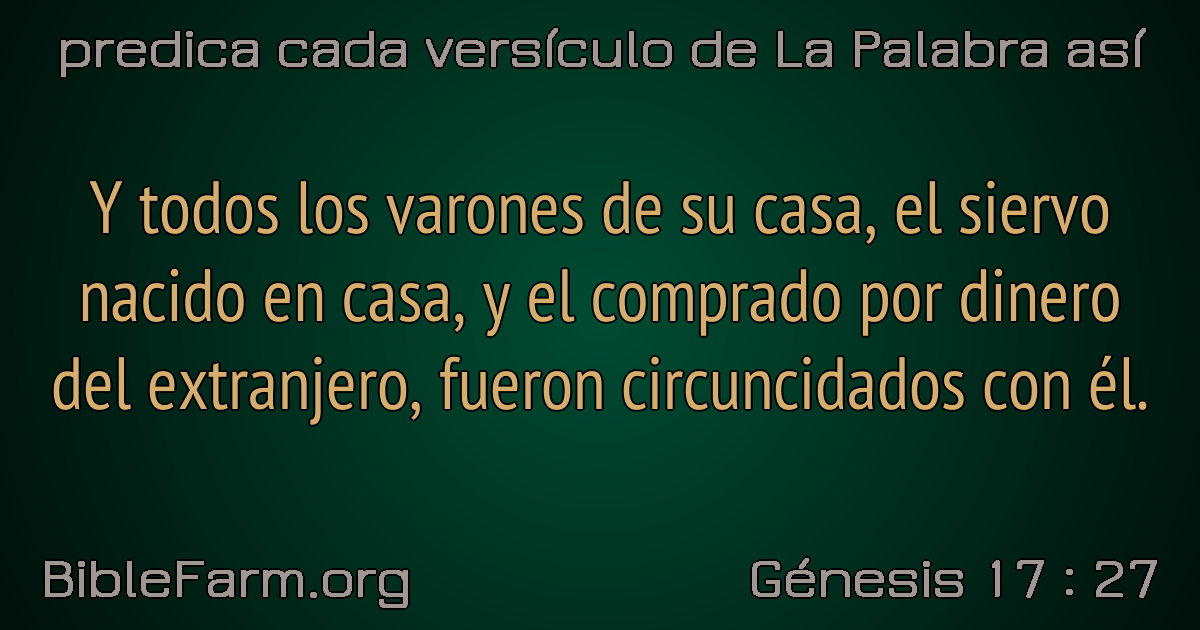 predica cada versículo de La Palabra así
Y todos los varones de su casa, el siervo
nacido en casa, y el comprado por dinero
del extranjero, fueron circuncidados con él.
BibleFarm.org
Génesis 17 : 27